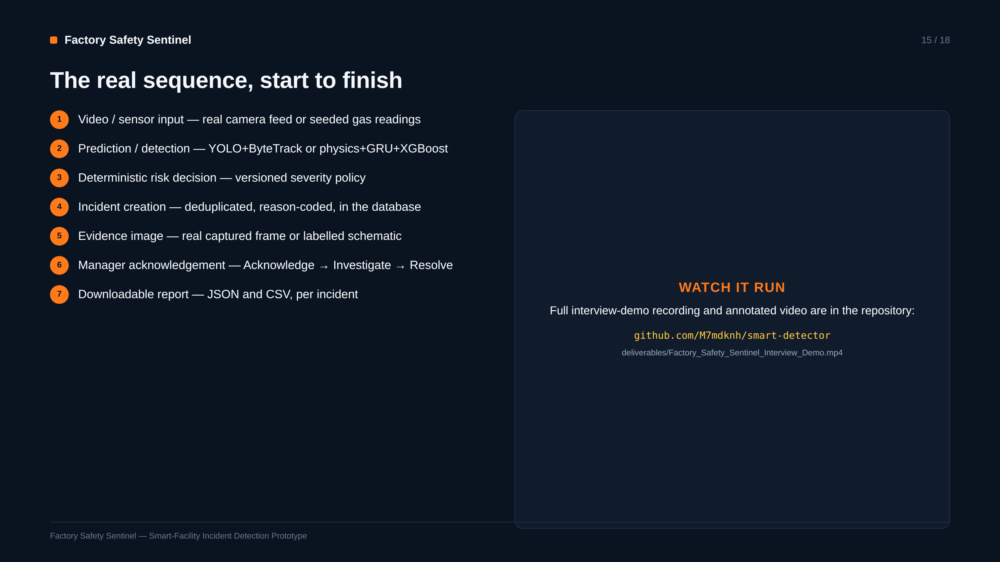 Factory Safety Sentinel
15 / 18
The real sequence, start to finish
1 Video / sensor input — real camera feed or seeded gas readings
2 Prediction / detection — YOLO+ByteTrack or physics+GRU+XGBoost
3 Deterministic risk decision — versioned severity policy
4 Incident creation — deduplicated, reason-coded, in the database
5 Evidence image — real captured frame or labelled schematic
6 Manager acknowledgement — Acknowledge → Investigate → Resolve
7 Downloadable report — JSON and CSV, per incident
WATCH IT RUN
Full interview-demo recording and annotated video are in the repository:
github.com/M7mdknh/smart-detector
deliverables/Factory_Safety_Sentinel_Interview_Demo.mp4
Factory Safety Sentinel — Smart-Facility Incident Detection Prototype